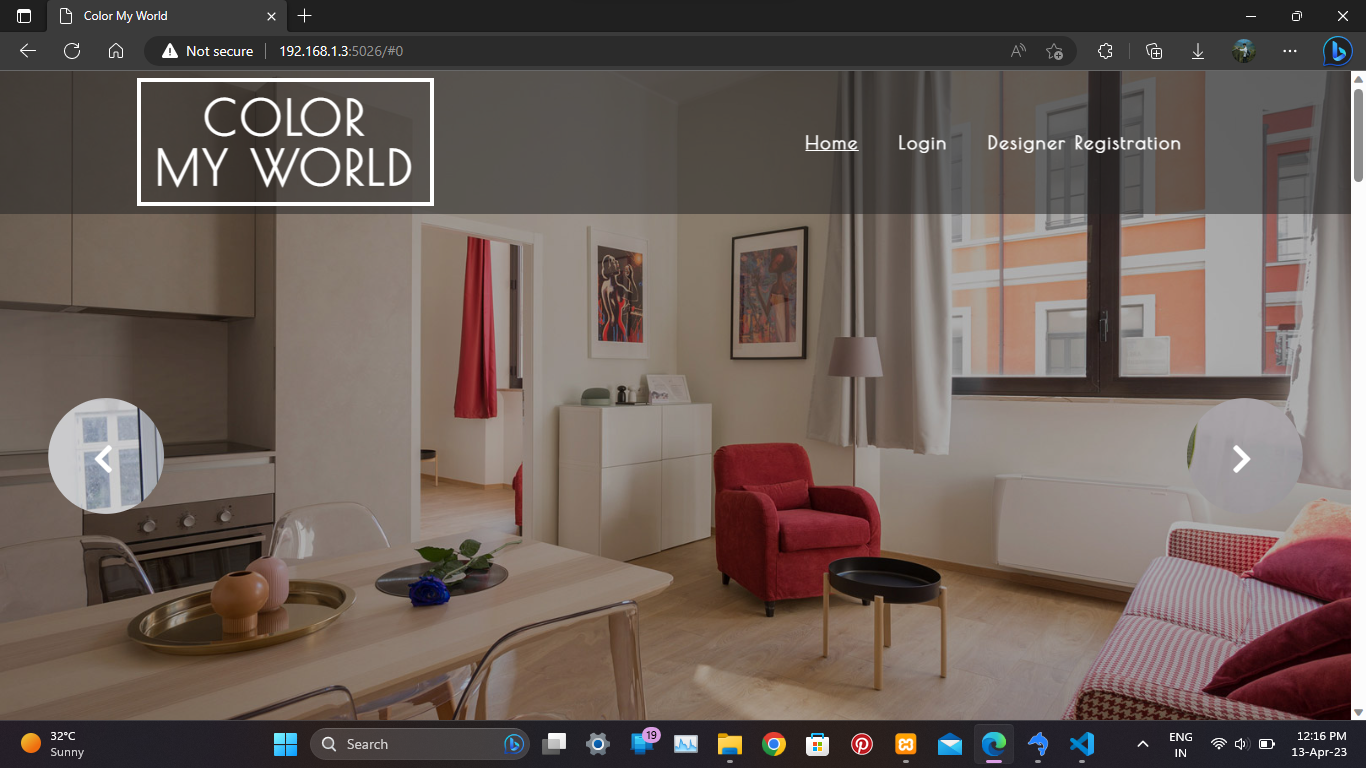 Color My World
Not secure
192.168.1.3:5026/#0
COLOR
MY WORLD
Home
Login
Designer Registration
32°C
Sunny
Search
19
ENG
IN
12:16 PM
13-Apr-23